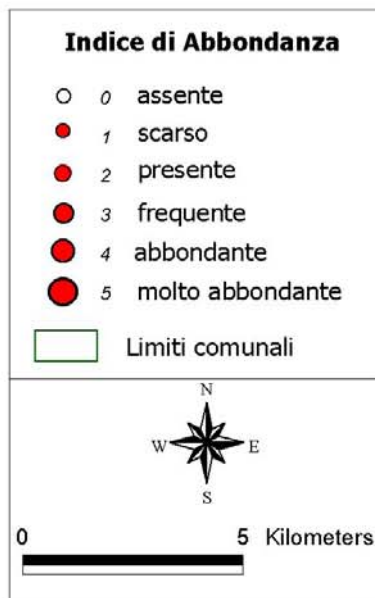 Indice di Abbondanza
0 assente
1 scarso
2 presente
3 frequente
4 abbondante
5 molto abbondante
Limiti comunali
N
W E
S
0 5 Kilometers